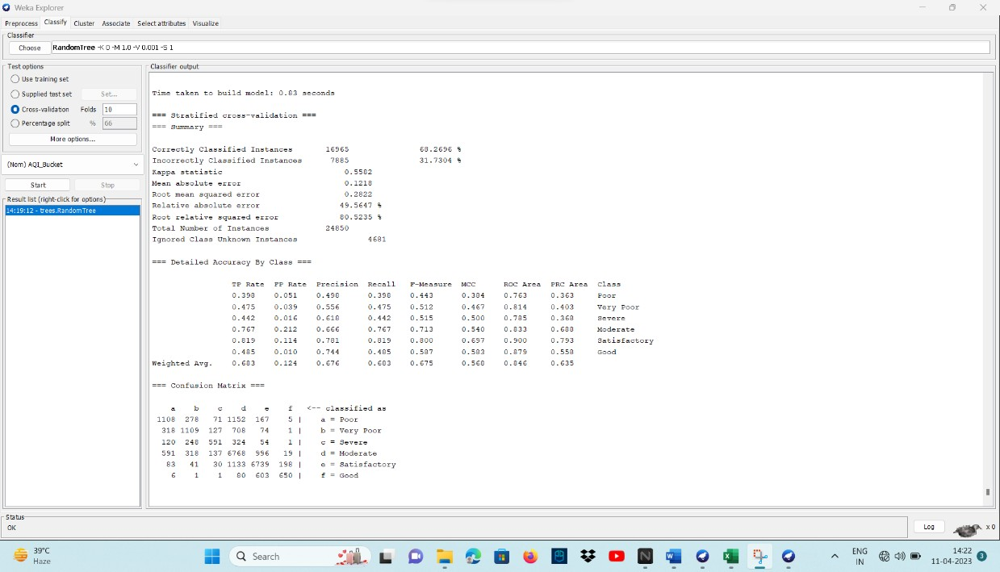 Weka Explorer
Preprocess Classify Cluster Associate Select attributes Visualize
Classifier
Choose RandomTree -K 0 -M 1.0 -V 0.001 -S 1
Test options
Use training set
Supplied test set Set...
Cross-validation Folds 10
Percentage split % 66
More options...
(Nom) AQI_Bucket
Start Stop
Result list (right-click for options)
14:19:12 - trees.RandomTree
Classifier output
Time taken to build model: 0.83 seconds
=== Stratified cross-validation ===
=== Summary ===
Correctly Classified Instances 16965 68.2696 %
Incorrectly Classified Instances 7885 31.7304 %
Kappa statistic 0.5582
Mean absolute error 0.1218
Root mean squared error 0.2822
Relative absolute error 49.5647 %
Root relative squared error 80.5235 %
Total Number of Instances 24850
Ignored Class Unknown Instances 4681
=== Detailed Accuracy By Class ===
TP Rate FP Rate Precision Recall F-Measure MCC ROC Area PRC Area Class
0.398 0.051 0.498 0.398 0.443 0.384 0.763 0.363 Poor
0.475 0.039 0.556 0.475 0.512 0.467 0.814 0.403 Very Poor
0.442 0.016 0.618 0.442 0.515 0.500 0.785 0.368 Severe
0.767 0.212 0.666 0.767 0.713 0.540 0.833 0.688 Moderate
0.819 0.114 0.781 0.819 0.800 0.697 0.900 0.793 Satisfactory
0.485 0.010 0.744 0.485 0.587 0.583 0.879 0.558 Good
Weighted Avg. 0.683 0.124 0.676 0.683 0.675 0.568 0.846 0.635
=== Confusion Matrix ===
a b c d e f <-- classified as
1108 278 71 1152 167 5 | a = Poor
318 1109 127 708 74 1 | b = Very Poor
120 248 591 324 54 1 | c = Severe
591 318 137 6768 996 19 | d = Moderate
83 41 30 1133 6739 198 | e = Satisfactory
6 1 1 80 603 650 | f = Good
Status
OK
Log
x 0
39°C
Haze
Search
ENG
IN
14:22
11-04-2023
3